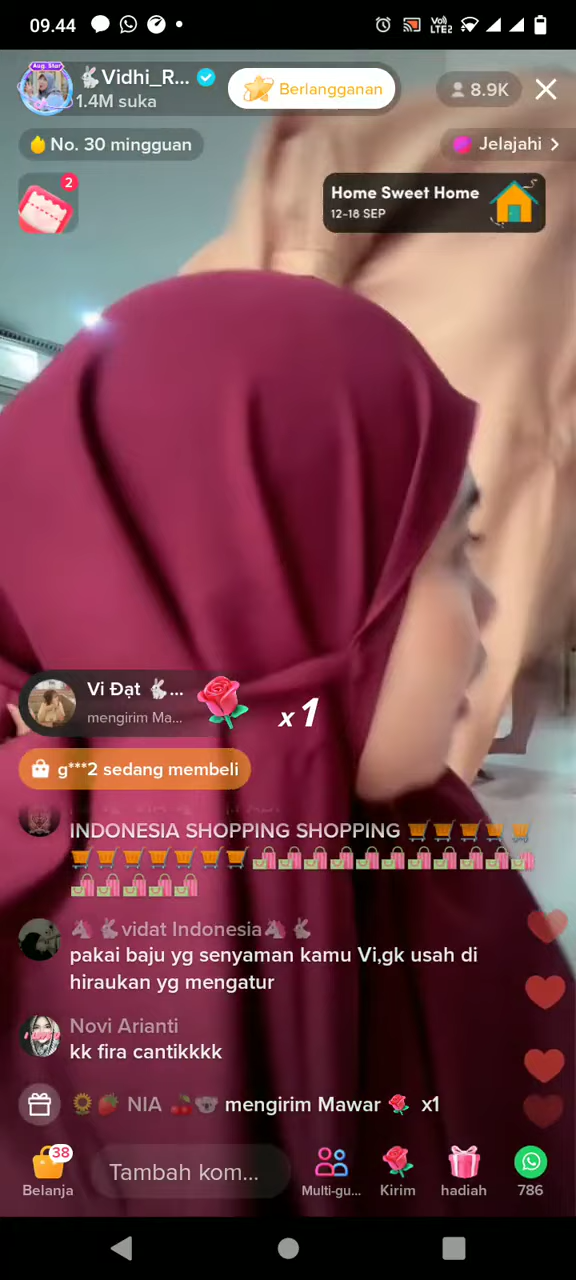 09.44
Vo)) LTE2
🐇Vidhi_R...
1.4M suka
Berlangganan
8.9K
No. 30 mingguan
Jelajahi >
2
Home Sweet Home
12-18 SEP
Vi Đạt 🐇...
mengirim Ma...
x1
g***2 sedang membeli
INDONESIA SHOPPING SHOPPING 🛒🛒🛒🛒🛒
🛒🛒🛒🛒🛒🛒🛒🛍🛍🛍🛍🛍🛍🛍🛍🛍🛍🛍
🛍🛍🛍🛍🛍
🦄 🐇vidat Indonesia🦄 🐇
pakai baju yg senyaman kamu Vi,gk usah di
hiraukan yg mengatur
Novi Arianti
kk fira cantikkkk
🌻🍓 NIA 🍒🐨 mengirim Mawar 🌹 x1
38
Belanja
Tambah kom...
Multi-gu...
Kirim
hadiah
786